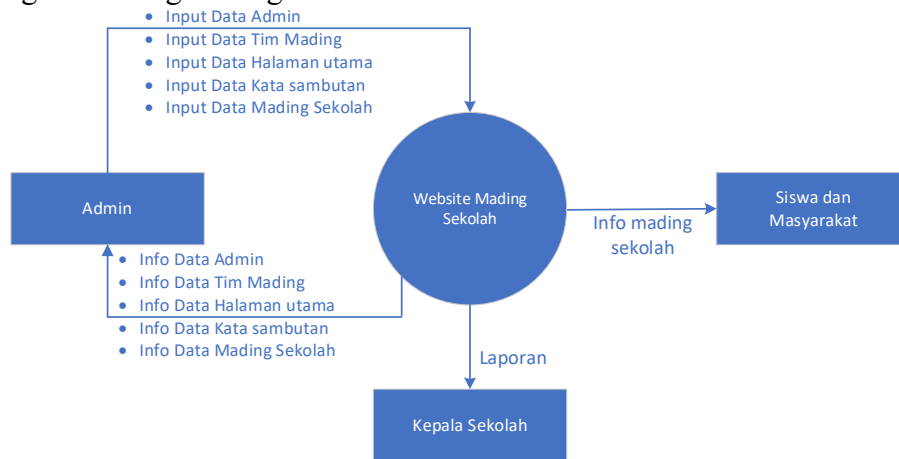 • Input Data Admin
• Input Data Tim Mading
• Input Data Halaman utama
• Input Data Kata sambutan
• Input Data Mading Sekolah
Admin
Website Mading
Sekolah
Siswa dan
Masyarakat
Info mading
sekolah
• Info Data Admin
• Info Data Tim Mading
• Info Data Halaman utama
• Info Data Kata sambutan
• Info Data Mading Sekolah
Laporan
Kepala Sekolah